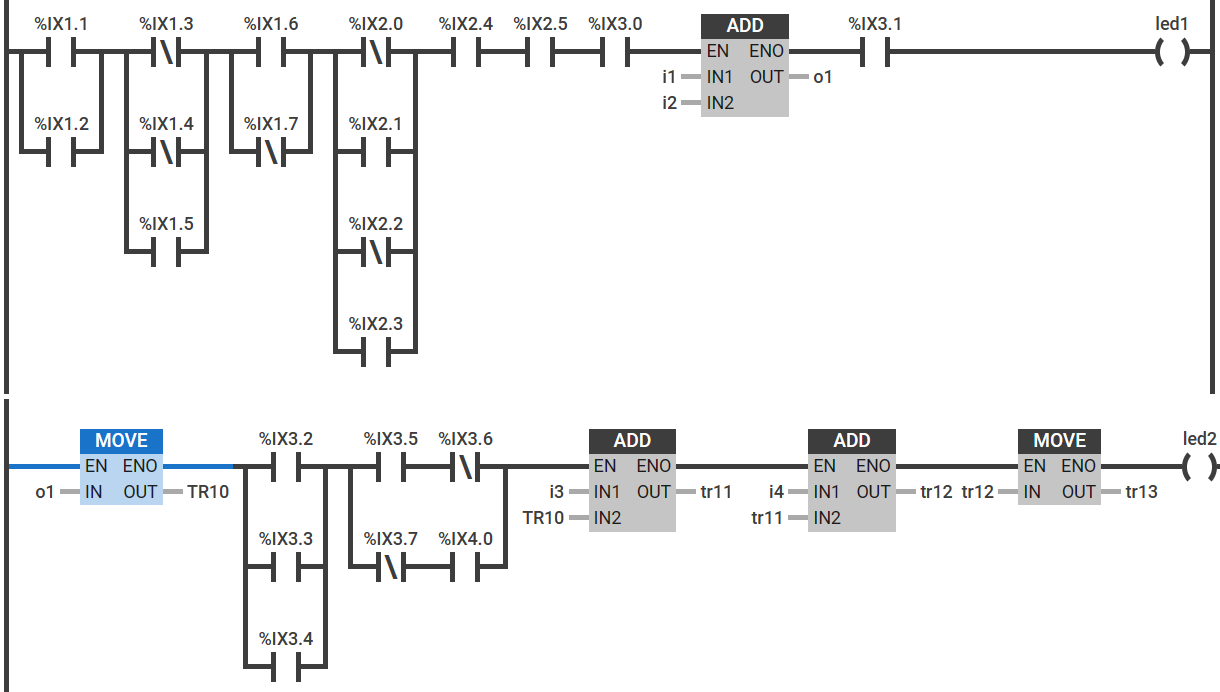 %IX1.1 %IX1.3 %IX1.6 %IX2.0 %IX2.4 %IX2.5 %IX3.0 ADD %IX3.1 led1
EN ENO
i1 IN1 OUT o1
i2 IN2
%IX1.2 %IX1.4 %IX1.7 %IX2.1
%IX1.5 %IX2.2
%IX2.3
MOVE %IX3.2 %IX3.5 %IX3.6 ADD ADD MOVE led2
EN ENO EN ENO EN ENO EN ENO
o1 IN OUT TR10 i3 IN1 OUT tr11 i4 IN1 OUT tr12 tr12 IN OUT tr13
TR10 IN2 tr11 IN2
%IX3.3 %IX3.7 %IX4.0
%IX3.4